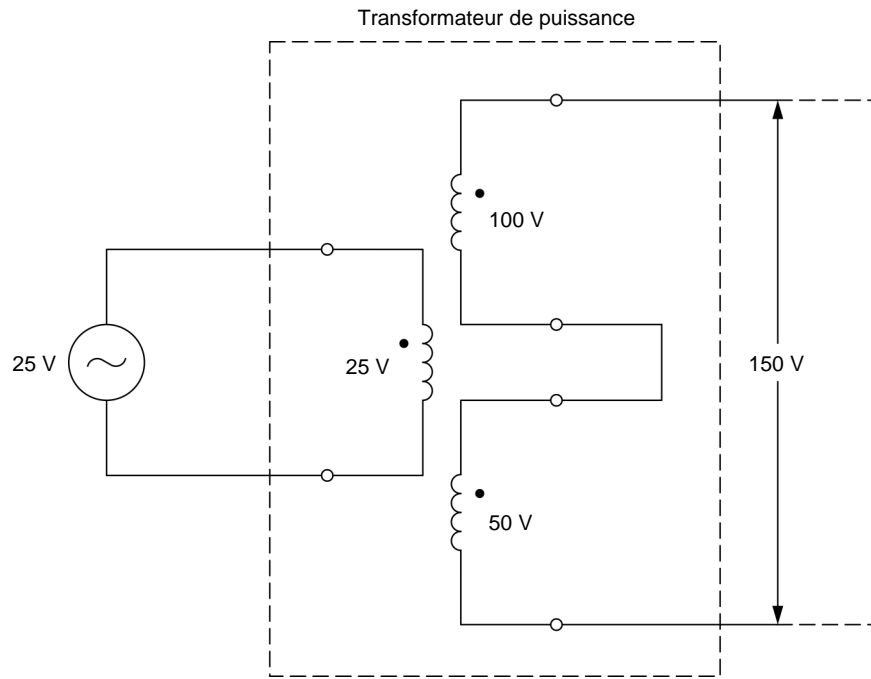 Transformateur de puissance
100 V
25 V
25 V
150 V
50 V